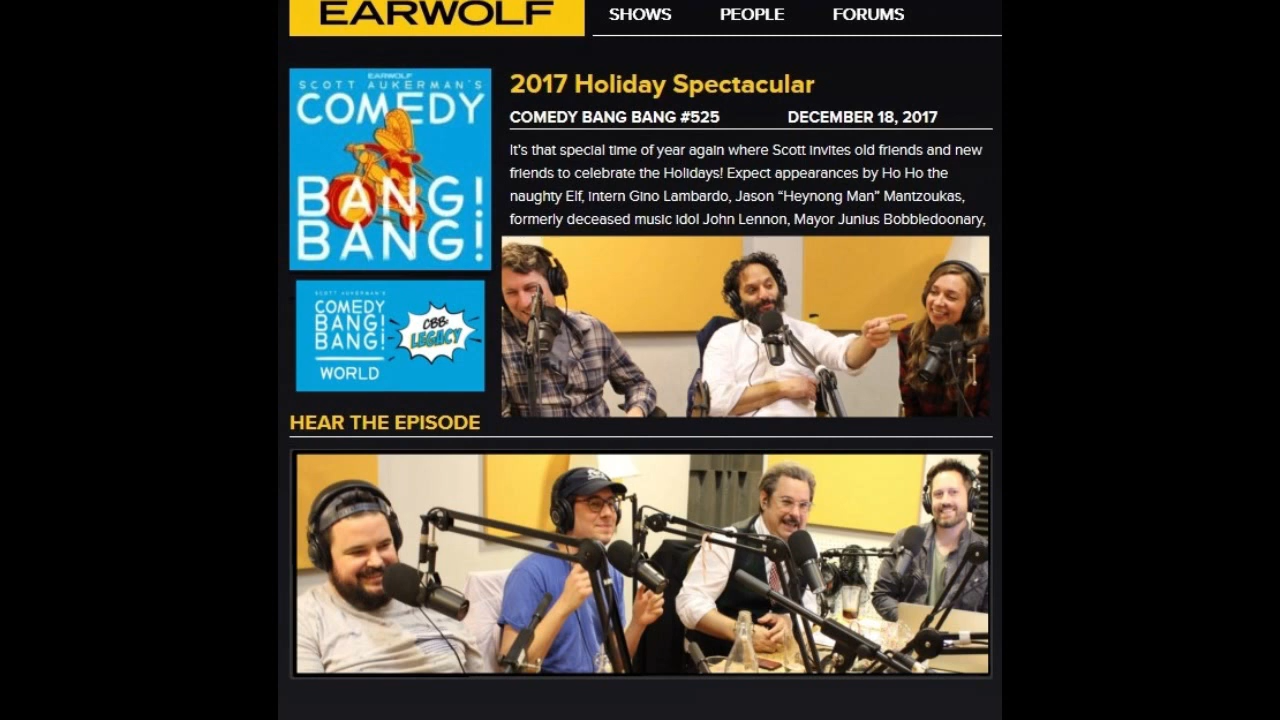 EARWOLF
SHOWS PEOPLE FORUMS
EARWOLF
SCOTT AUKERMAN'S
COMEDY
BANG!
BANG!
2017 Holiday Spectacular
COMEDY BANG BANG #525 DECEMBER 18, 2017
It's that special time of year again where Scott invites old friends and new
friends to celebrate the Holidays! Expect appearances by Ho Ho the
naughty Elf, intern Gino Lambardo, Jason “Heynong Man” Mantzoukas,
formerly deceased music idol John Lennon, Mayor Junius Bobbledoonary,
SCOTT AUKERMAN'S
COMEDY
BANG!
BANG!
WORLD
CBB:
LEGACY
HEAR THE EPISODE